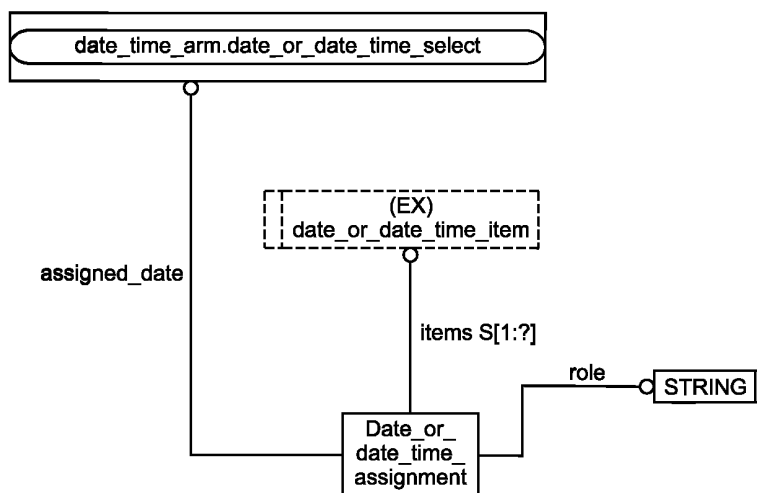 date_time_arm.date_or_date_time_select
(EX)
date_or_date_time_item
assigned_date
items S[1:?]
role
STRING
Date_or_
date_time_
assignment